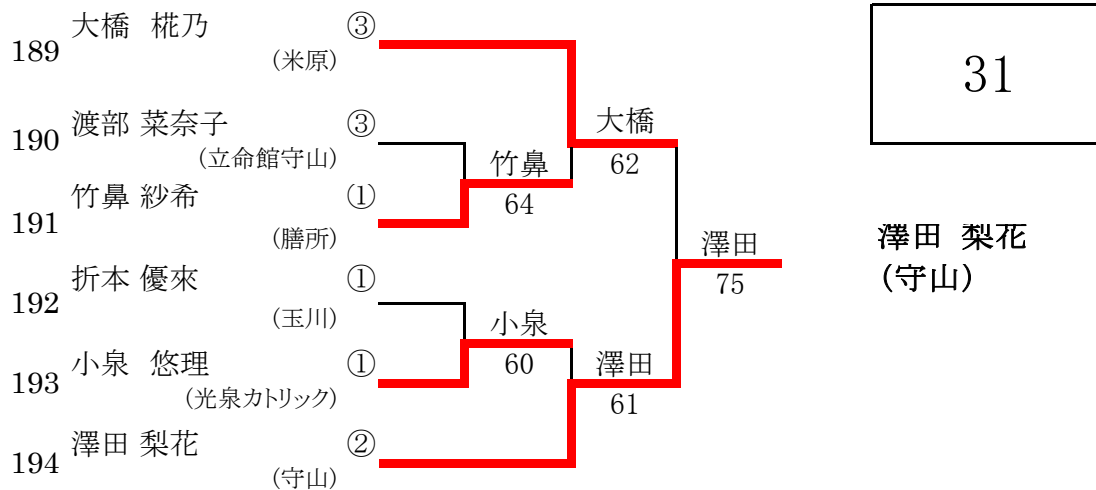 189 大橋 椛乃 ③
(米原)
190 渡部 菜奈子 ③
(立命館守山)
191 竹鼻 紗希 ①
(膳所)
192 折本 優來 ①
(玉川)
193 小泉 悠理 ①
(光泉カトリック)
194 澤田 梨花 ②
(守山)
竹鼻
64
小泉
60
大橋
62
澤田
61
澤田
75
31
澤田 梨花
(守山)